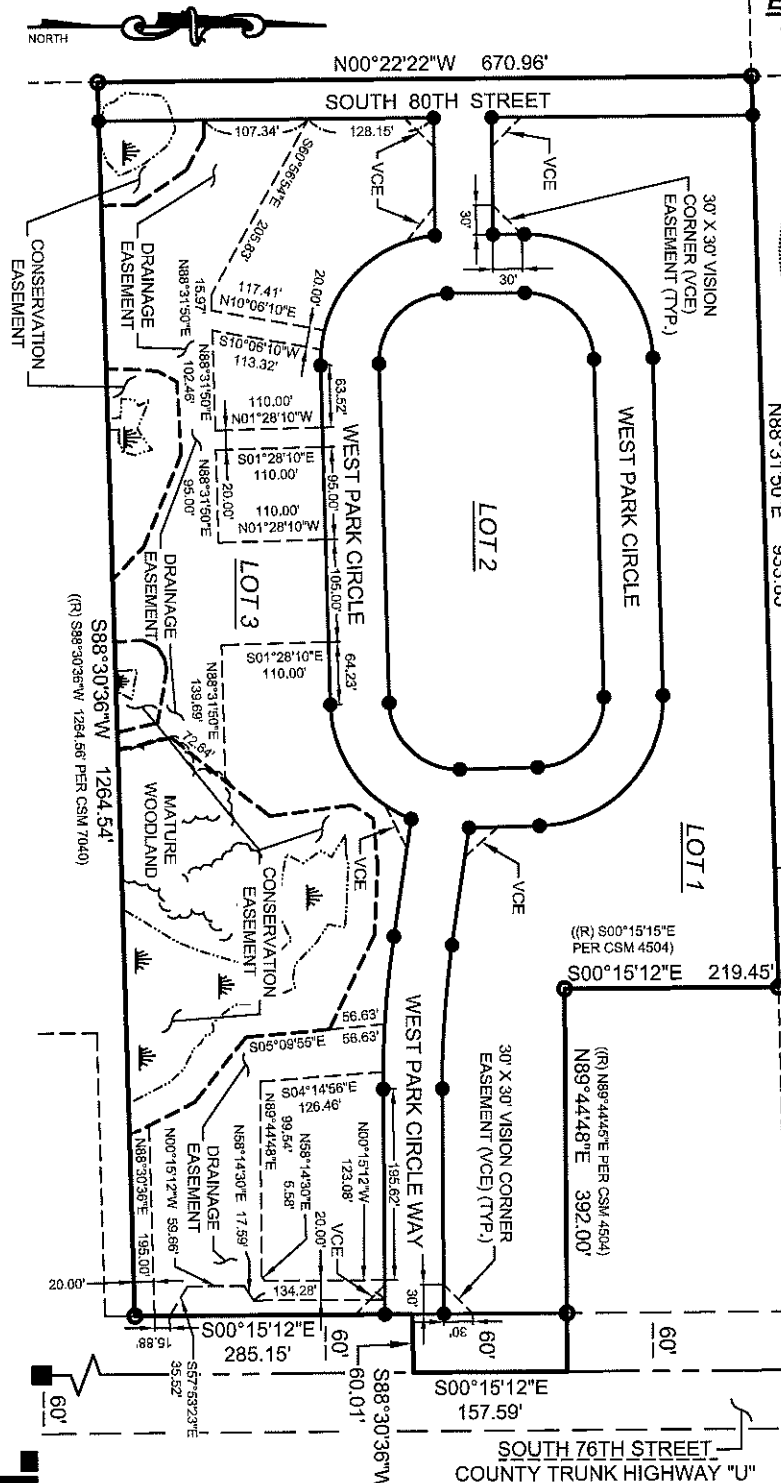 NORTH
N00°22'22"W 670.96'
SOUTH 80TH STREET
107.34'
128.15'
VCE
VCE
VCE
S60°56'54"E 205.83'
30'
30'
30' X 30' VISION
CORNER (VCE)
EASEMENT (TYP.)
CONSERVATION
EASEMENT
DRAINAGE
EASEMENT
20.00'
117.41'
N10°06'10"E
15.97'
N88°31'50"E
S10°06'10"W
113.32'
N88°31'50"E
102.46'
63.52'
110.00'
N01°28'10"W
S01°28'10"E
110.00'
20.00'
N88°31'50"E
95.00'
95.00'
110.00'
N01°28'10"W
105.00'
WEST PARK CIRCLE
WEST PARK CIRCLE
LOT 2
LOT 3
LOT 1
N88°31'50"E
DRAINAGE
EASEMENT
S01°28'10"E
110.00'
64.23'
N88°31'50"E
139.69'
72.64'
S88°30'36"W 1264.54'
((R) S88°30'36"W 1264.56' PER CSM 7040)
MATURE
WOODLAND
CONSERVATION
EASEMENT
VCE
VCE
((R) S00°15'15"E
PER CSM 4504)
S00°15'12"E 219.45'
((R) N89°44'45"E PER CSM 4504)
N89°44'48"E 392.00'
56.63'
56.63'
S05°09'55"E
WEST PARK CIRCLE WAY
30' X 30' VISION CORNER
EASEMENT (VCE) (TYP.)
S04°14'56"E
126.46'
N89°44'48"E
99.54'
N58°14'30"E
5.58'
N00°15'12"W
123.08'
195.62'
20.00'
VCE
DRAINAGE
EASEMENT
N58°14'30"E 17.59'
N00°15'12"W 59.66'
N88°30'36"E 195.00'
134.28'
20.00'
15.88'
S57°53'23"E
35.52'
S00°15'12"E
285.15'
60'
S88°30'36"W
60.01'
30'
30'
60'
60'
60'
S00°15'12"E
157.59'
SOUTH 76TH STREET
COUNTY TRUNK HIGHWAY "U"